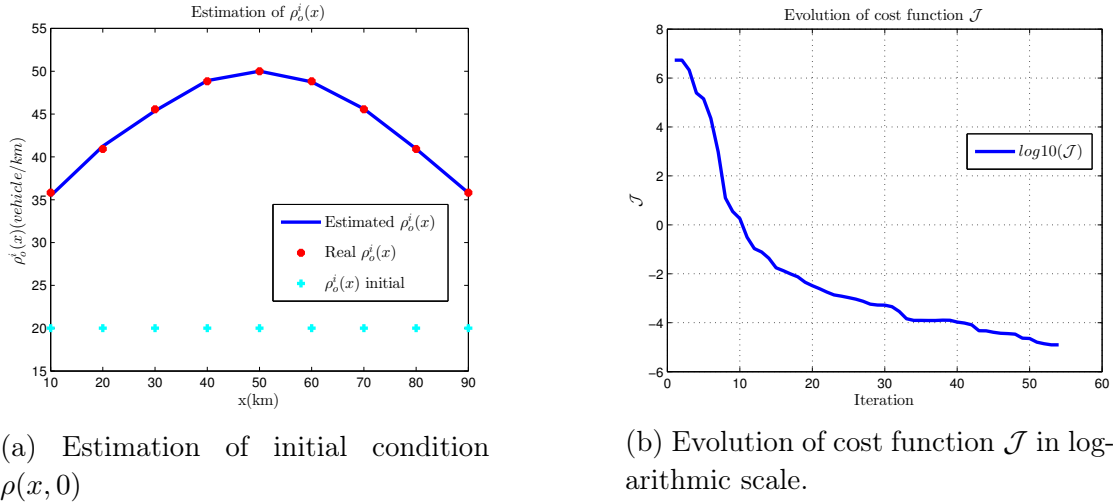 Estimation of ρ_o^i(x)
ρ_o^i(x)(vehicle/km)
55
50
45
40
35
30
25
20
15
Estimated ρ_o^i(x)
Real ρ_o^i(x)
ρ_o^i(x) initial
10 20 30 40 50 60 70 80 90
x(km)
(a) Estimation of initial condition
ρ(x, 0)
Evolution of cost function 𝒥
𝒥
8
6
4
2
0
−2
−4
−6
log10(𝒥)
0 10 20 30 40 50 60
Iteration
(b) Evolution of cost function 𝒥 in log-
arithmic scale.